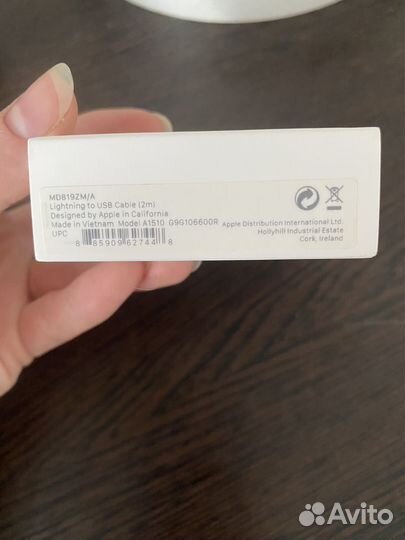 MD819ZM/A
Lightning to USB Cable (2m)
Designed by Apple in California
Made in Vietnam Model A1510 G9G106600R
UPC
8 85909 62744 8
Apple Distribution International Ltd.
Hollyhill Industrial Estate
Cork, Ireland
Avito